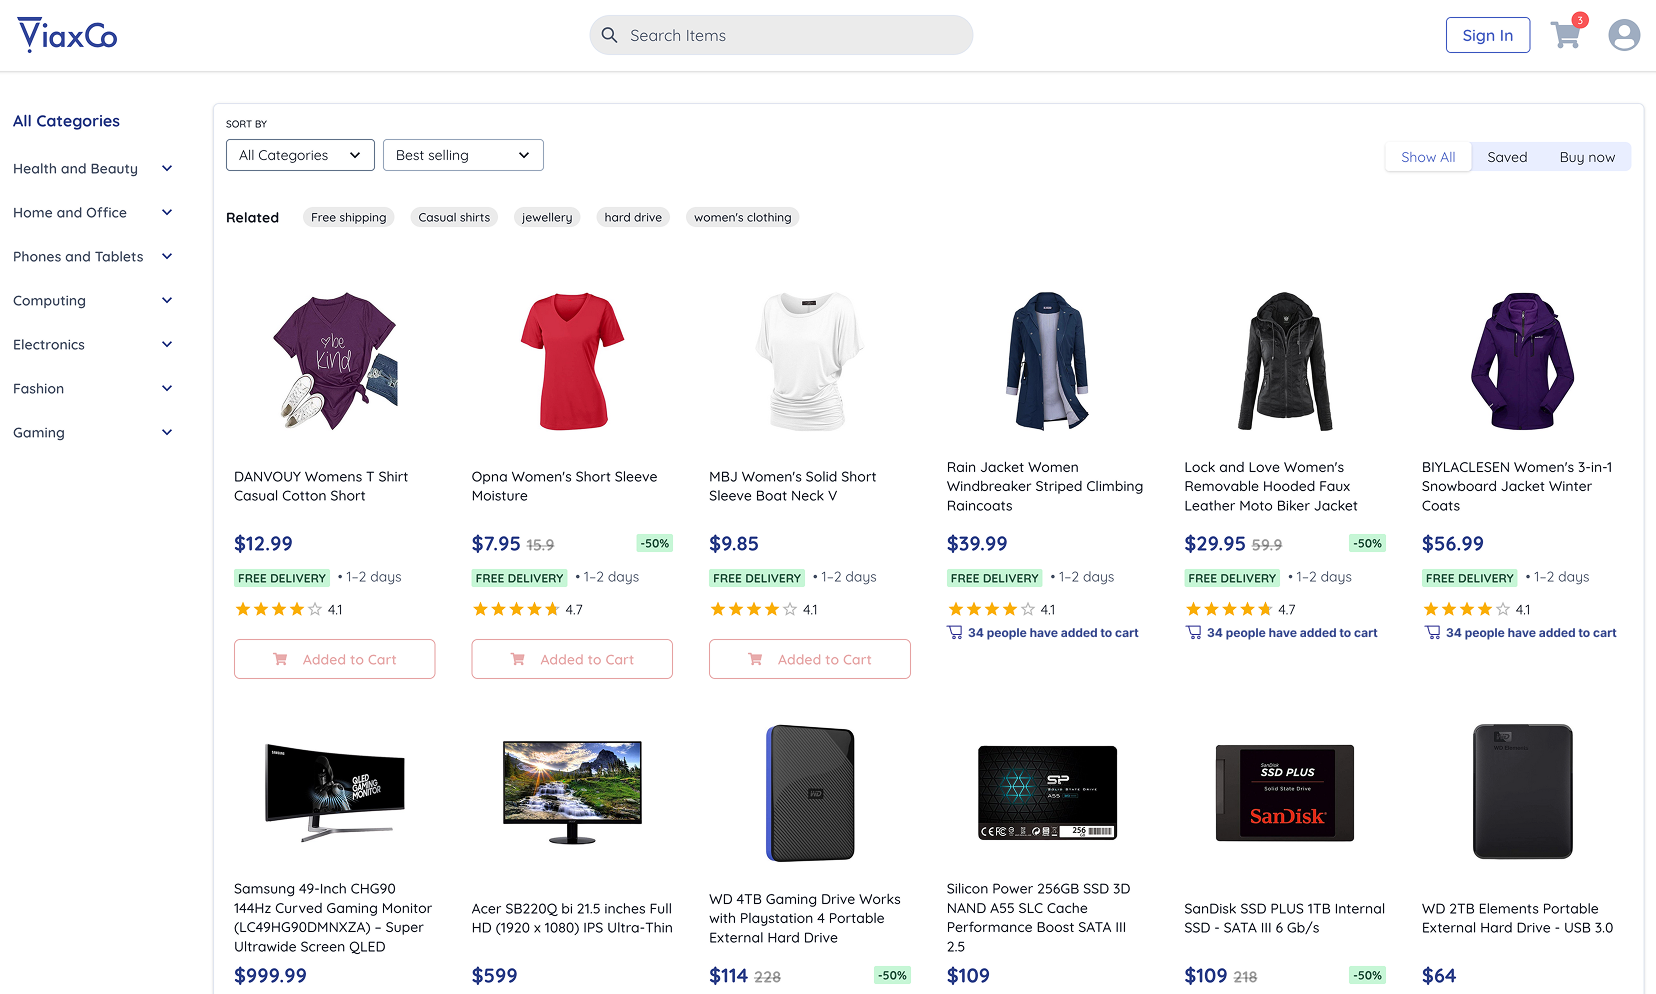 ViaxCo
Search Items
Sign In
3
All Categories
Health and Beauty
Home and Office
Phones and Tablets
Computing
Electronics
Fashion
Gaming
SORT BY
All Categories
Best selling
Show All
Saved
Buy now
Related
Free shipping
Casual shirts
jewellery
hard drive
women's clothing
be
kind
DANVOUY Womens T Shirt
Casual Cotton Short
$12.99
FREE DELIVERY • 1–2 days
4.1
Added to Cart
Opna Women's Short Sleeve
Moisture
$7.95 15.9 -50%
FREE DELIVERY • 1–2 days
4.7
Added to Cart
MBJ Women's Solid Short
Sleeve Boat Neck V
$9.85
FREE DELIVERY • 1–2 days
4.1
Added to Cart
Rain Jacket Women
Windbreaker Striped Climbing
Raincoats
$39.99
FREE DELIVERY • 1–2 days
4.1
34 people have added to cart
Lock and Love Women's
Removable Hooded Faux
Leather Moto Biker Jacket
$29.95 59.9 -50%
FREE DELIVERY • 1–2 days
4.7
34 people have added to cart
BIYLACLESEN Women's 3-in-1
Snowboard Jacket Winter
Coats
$56.99
FREE DELIVERY • 1–2 days
4.1
34 people have added to cart
SAMSUNG
QLED
GAMING
MONITOR
Samsung 49-Inch CHG90
144Hz Curved Gaming Monitor
(LC49HG90DMNXZA) – Super
Ultrawide Screen QLED
$999.99
Acer SB220Q bi 21.5 inches Full
HD (1920 x 1080) IPS Ultra-Thin
$599
WD
WD 4TB Gaming Drive Works
with Playstation 4 Portable
External Hard Drive
$114 228 -50%
SP
SOLID STATE DRIVE
A55
256
Silicon Power 256GB SSD 3D
NAND A55 SLC Cache
Performance Boost SATA III
2.5
$109
SanDisk
SSD PLUS
Solid State Drive
SanDisk
SanDisk SSD PLUS 1TB Internal
SSD - SATA III 6 Gb/s
$109 218 -50%
WD
WD Elements
WD 2TB Elements Portable
External Hard Drive - USB 3.0
$64